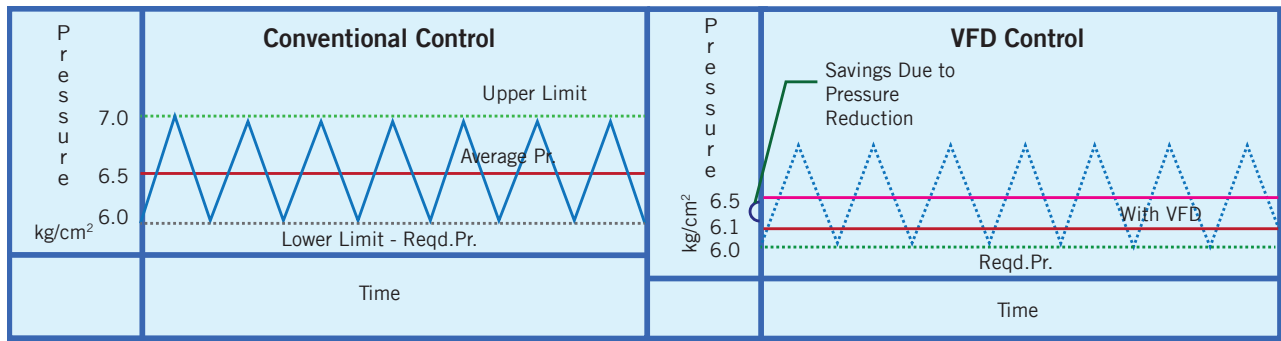 Pressure
Conventional Control
Upper Limit
7.0
Average Pr.
6.5
6.0
kg/cm²
Lower Limit - Reqd.Pr.
Time
Pressure
VFD Control
Savings Due to
Pressure
Reduction
6.5
With VFD
6.1
6.0
kg/cm²
Reqd.Pr.
Time